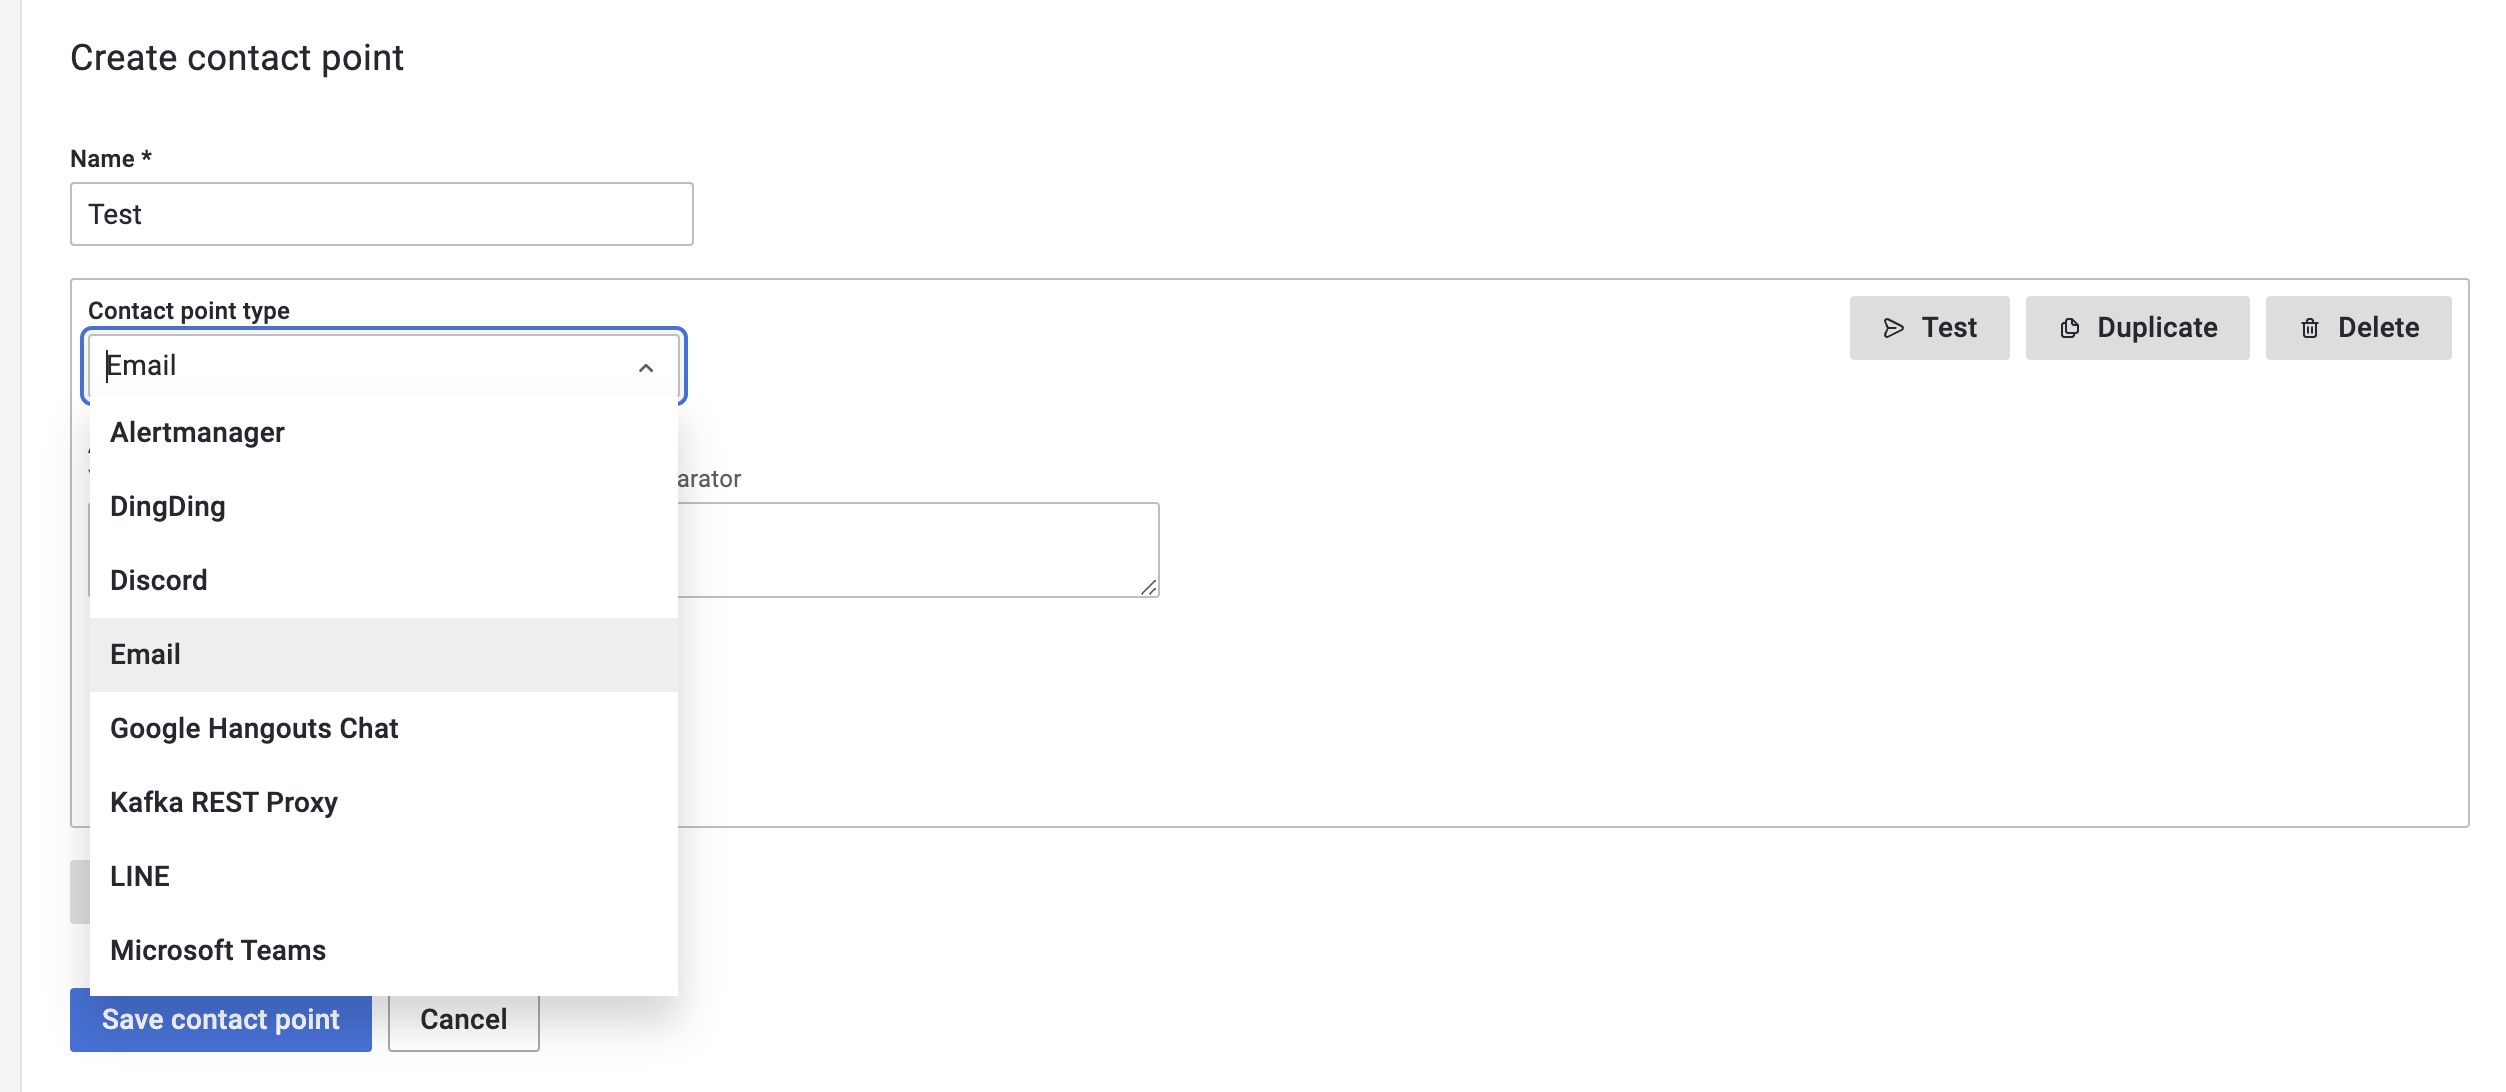 Create contact point
Name *
Test
Contact point type
Test
Duplicate
Delete
Email
Alertmanager
DingDing
Discord
Email
Google Hangouts Chat
Kafka REST Proxy
LINE
Microsoft Teams
Save contact point
Cancel